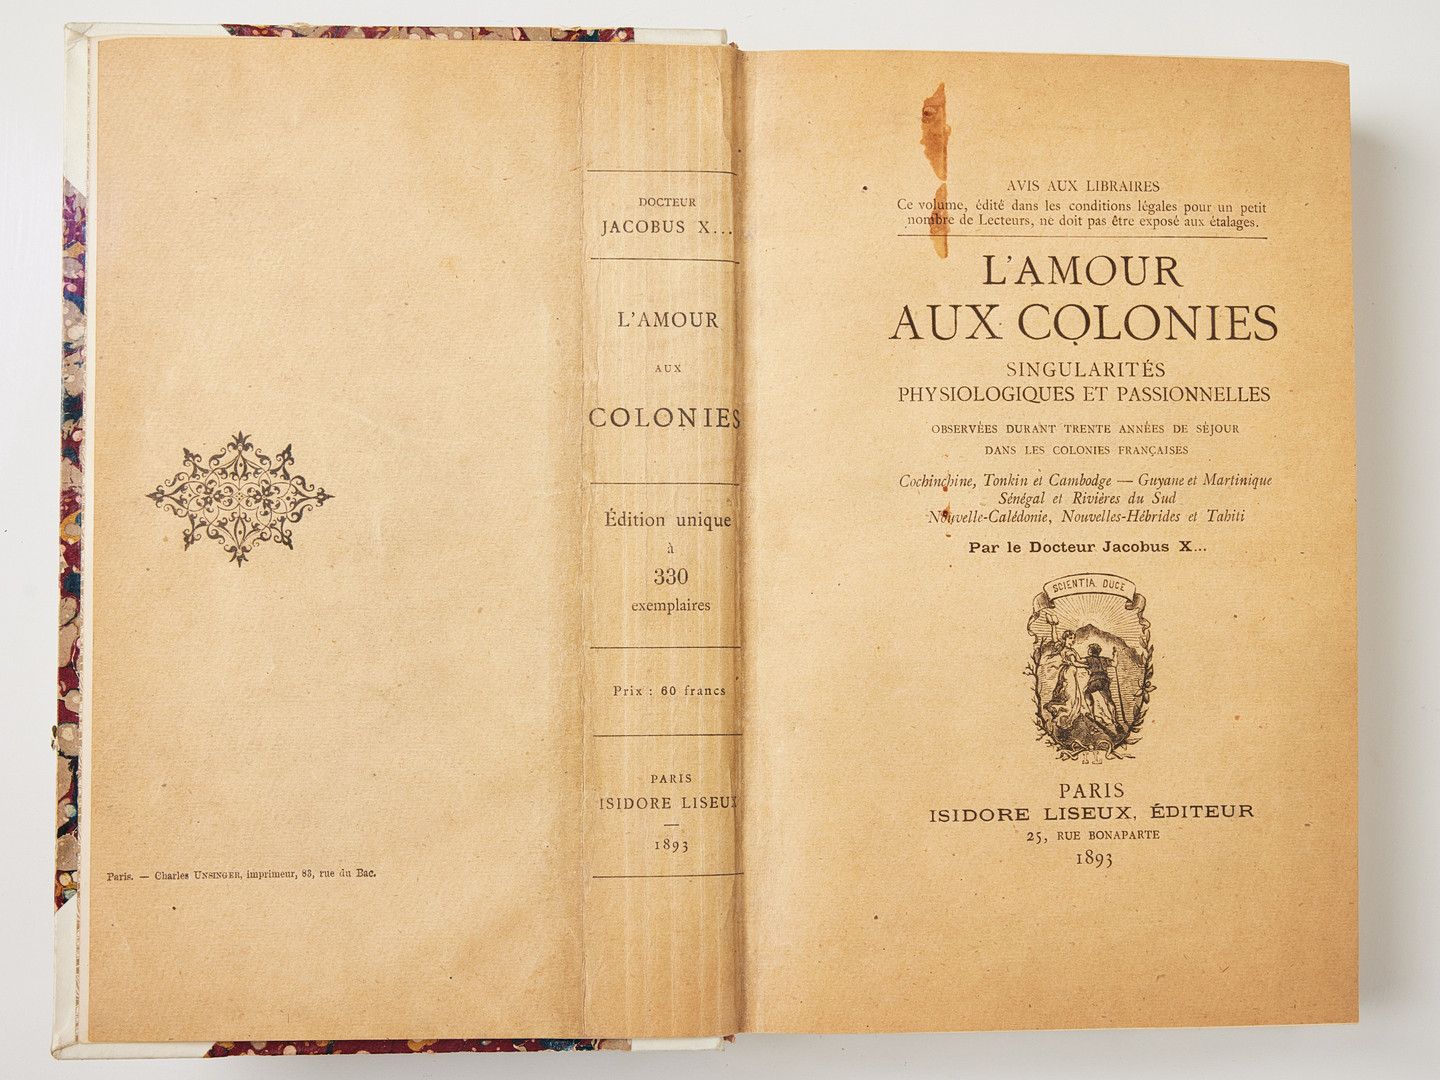 Paris. — Charles UNSINGER, imprimeur, 83, rue du Bac.
DOCTEUR
JACOBUS X...
L'AMOUR
AUX
COLONIES
Édition unique
à
330
exemplaires
Prix : 60 francs
PARIS
ISIDORE LISEUX
1893
AVIS AUX LIBRAIRES
Ce volume, édité dans les conditions légales pour un petit
nombre de Lecteurs, ne doit pas être exposé aux étalages.
L'AMOUR
AUX COLONIES
SINGULARITÉS
PHYSIOLOGIQUES ET PASSIONNELLES
OBSERVÉES DURANT TRENTE ANNÉES DE SÉJOUR
DANS LES COLONIES FRANÇAISES
Cochinchine, Tonkin et Cambodge — Guyane et Martinique
Sénégal et Rivières du Sud
Nouvelle-Calédonie, Nouvelles-Hébrides et Tahiti
Par le Docteur Jacobus X...
SCIENTIA DUCE
IL
PARIS
ISIDORE LISEUX, ÉDITEUR
25, RUE BONAPARTE
1893